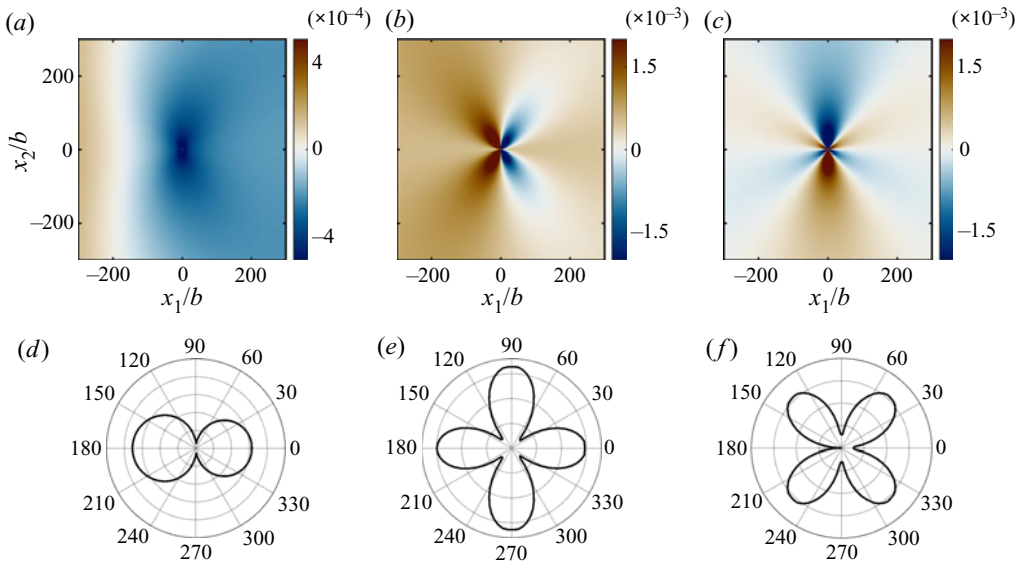 (a) (×10–4) (b) (×10–3) (c) (×10–3)
200 4 1.5 1.5
x2/b 0 0 0 0
–200 –4 –1.5 –1.5
–200 0 200 –200 0 200 –200 0 200
x1/b x1/b x1/b
(d) (e) (f)
90 90 90
120 60 120 60 120 60
150 30 150 30 150 30
180 0 180 0 180 0
210 330 210 330 210 330
240 300 240 300 240 300
270 270 270